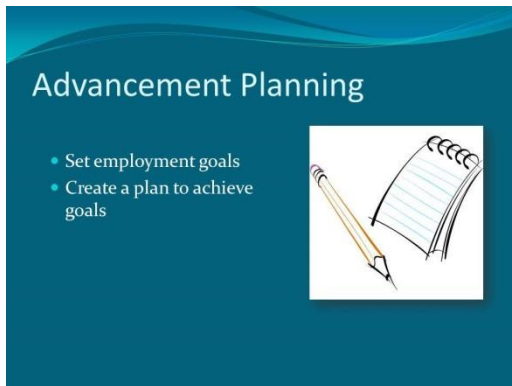 Advancement Planning
Set employment goals
Create a plan to achieve
goals